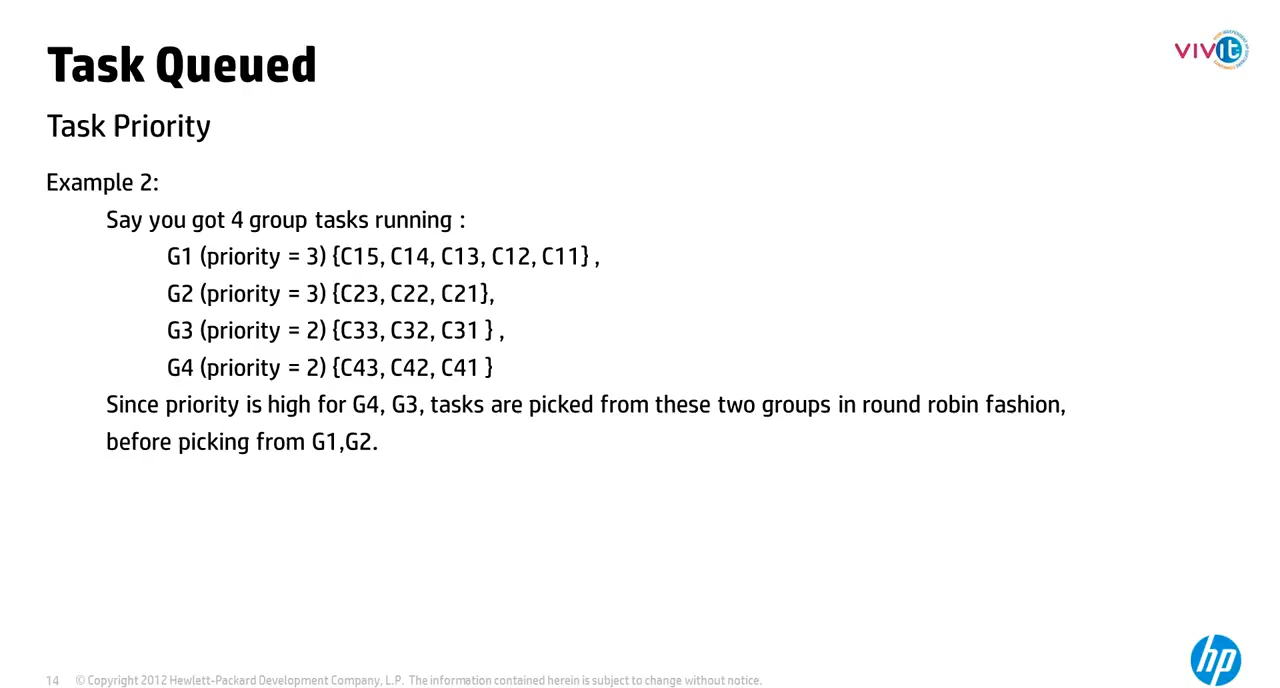 Task Queued
VIVIT
Task Priority
Example 2:
Say you got 4 group tasks running :
G1 (priority = 3) {C15, C14, C13, C12, C11} ,
G2 (priority = 3) {C23, C22, C21},
G3 (priority = 2) {C33, C32, C31 } ,
G4 (priority = 2) {C43, C42, C41 }
Since priority is high for G4, G3, tasks are picked from these two groups in round robin fashion,
before picking from G1,G2.
hp
14 © Copyright 2012 Hewlett-Packard Development Company, L.P. The information contained herein is subject to change without notice.